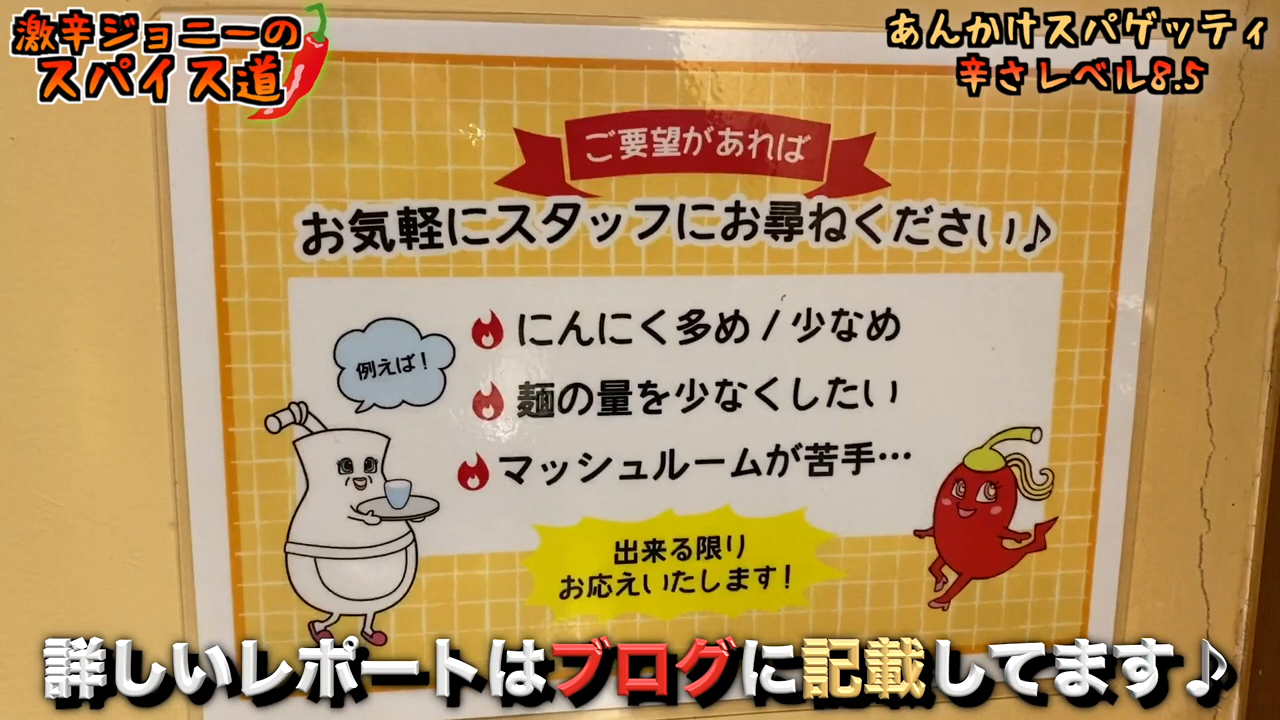 激辛ジョニーの
スパイス道
あんかけスパゲッティ
辛さレベル8.5
ご要望があれば
お気軽にスタッフにお尋ねください♪
例えば！
にんにく多め / 少なめ
麺の量を少なくしたい
マッシュルームが苦手…
出来る限り
お応えいたします！
詳しいレポートはブログに記載してます♪